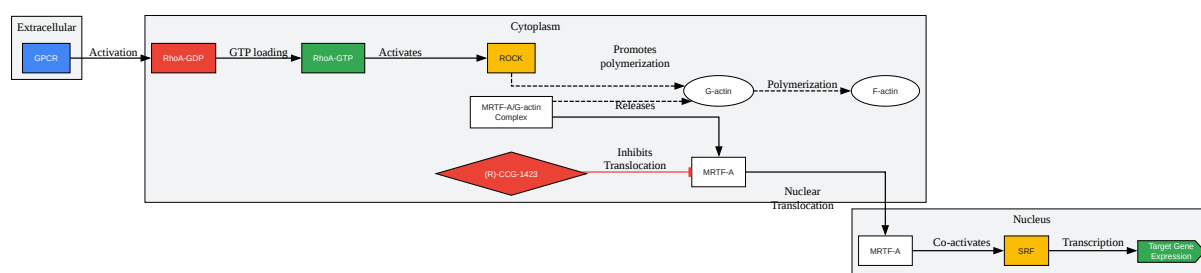 Extracellular
Cytoplasm
GPCR
Activation
RhoA-GDP
GTP loading
RhoA-GTP
Activates
ROCK
Promotes
polymerization
G-actin
Polymerization
F-actin
MRTF-A/G-actin
Complex
Releases
(R)-CCG-1423
Inhibits
Translocation
MRTF-A
Nuclear
Translocation
Nucleus
MRTF-A
Co-activates
SRF
Transcription
Target Gene
Expression